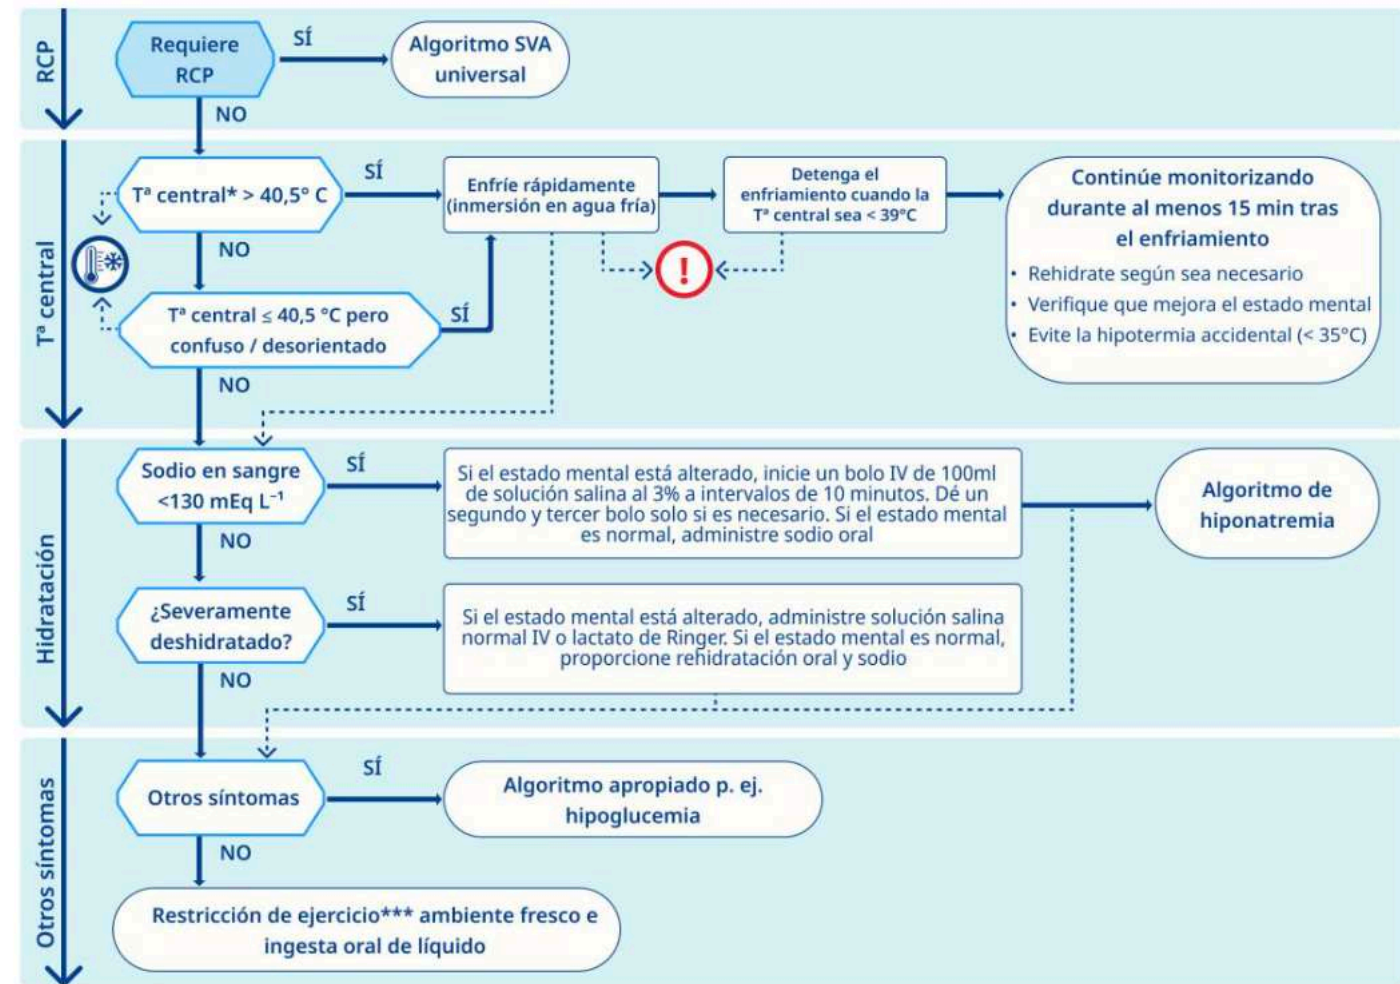 RCP
Requiere
RCP
SÍ
Algoritmo SVA
universal
NO
Tª central
Tª central* > 40,5° C
SÍ
Enfríe rápidamente
(inmersión en agua fría)
Detenga el
enfriamiento cuando la
Tª central sea < 39°C
Continúe monitorizando
durante al menos 15 min tras
el enfriamiento
• Rehidrate según sea necesario
• Verifique que mejora el estado mental
• Evite la hipotermia accidental (< 35°C)
NO
!
Tª central ≤ 40,5 °C pero
confuso / desorientado
SÍ
NO
Hidratación
Sodio en sangre
<130 mEq L⁻¹
SÍ
Si el estado mental está alterado, inicie un bolo IV de 100ml
de solución salina al 3% a intervalos de 10 minutos. Dé un
segundo y tercer bolo solo si es necesario. Si el estado mental
es normal, administre sodio oral
Algoritmo de
hiponatremia
NO
¿Severamente
deshidratado?
SÍ
Si el estado mental está alterado, administre solución salina
normal IV o lactato de Ringer. Si el estado mental es normal,
proporcione rehidratación oral y sodio
NO
Otros síntomas
Otros síntomas
SÍ
Algoritmo apropiado p. ej.
hipoglucemia
NO
Restricción de ejercicio*** ambiente fresco e
ingesta oral de líquido